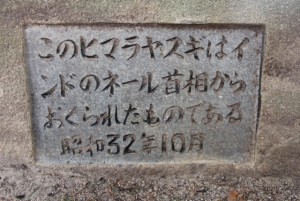 このヒマラヤスギはイ
ンドのネール首相から
おくられたものである
昭和32年10月